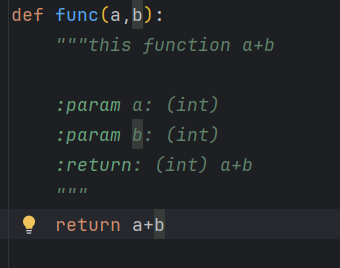 def func(a,b):
    """this function a+b

    :param a: (int)
    :param b: (int)
    :return: (int) a+b
    """
    return a+b